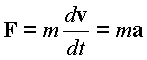 F = m dv/dt = ma